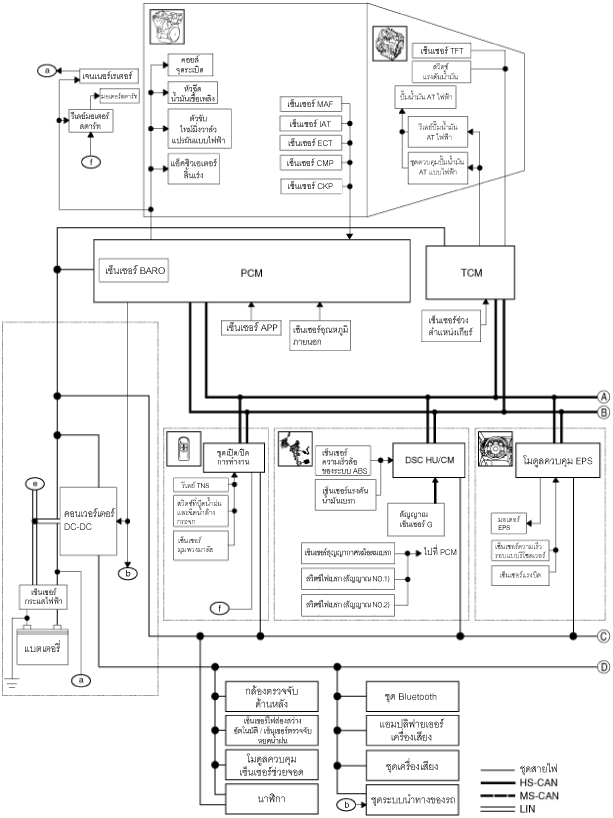 เซ็นเซอร์ TFT
สวิตช์
แรงดันน้ำมัน
คอยล์
จุดระเบิด
a
เจนเนอร์เรเตอร์
หัวฉีด
น้ำมันเชื้อเพลิง
มอเตอร์สตาร์ท
ปั๊มน้ำมัน AT ไฟฟ้า
เซ็นเซอร์ MAF
รีเลย์มอเตอร์
สตาร์ท
ตัวขับ
ใหม่มิ่งวาล์ว
แปรผันแบบไฟฟ้า
เซ็นเซอร์ IAT
รีเลย์ปั๊มน้ำมัน
AT ไฟฟ้า
เซ็นเซอร์ ECT
f
แอ็คชิวเอเตอร์
ลิ้นเร่ง
เซ็นเซอร์ CMP
ชุดควบคุมปั๊มน้ำมัน
AT แบบไฟฟ้า
เซ็นเซอร์ CKP
เซ็นเซอร์ BARO
PCM
TCM
เซ็นเซอร์ APP
เซ็นเซอร์อุณหภูมิ
ภายนอก
เซ็นเซอร์ช่วง
ตำแหน่งเกียร์
A
B
ชุดเปิด/ปิด
การทำงาน
เซ็นเซอร์
ความเร็วล้อ
ของระบบ ABS
DSC HU/CM
โมดูลควบคุม EPS
e
รีเลย์ TNS
เซ็นเซอร์แรงดัน
น้ำมันเบรก
คอนเวอร์เตอร์
DC-DC
สวิตช์ที่ปัดน้ำฝน
และฉีดน้ำล้าง
กระจก
สัญญาณ
เซ็นเซอร์ G
มอเตอร์
EPS
เซ็นเซอร์
มุมพวงมาลัย
เซ็นเซอร์ความเร็ว
รอบแบบรีโซลเวอร์
b
ไปที่ PCM
เซ็นเซอร์แรงบิด
สวิตช์ไฟเบรก (สัญญาณ NO.1)
เซ็นเซอร์
กระแสไฟฟ้า
f
สวิตช์ไฟเบรก (สัญญาณ NO.2)
แบตเตอรี่
C
a
D
กล้องตรวจจับ
ด้านหลัง
ชุด Bluetooth
เซ็นเซอร์ไฟส่องสว่าง
อัตโนมัติ / เซ็นเซอร์ตรวจจับ
หยดน้ำฝน
แอมปลิฟายเออร์
เครื่องเสียง
โมดูลควบคุม
เซ็นเซอร์ช่วยจอด
ชุดเครื่องเสียง
นาฬิกา
b
ชุดระบบนำทางของรถ
ชุดสายไฟ
HS-CAN
MS-CAN
LIN